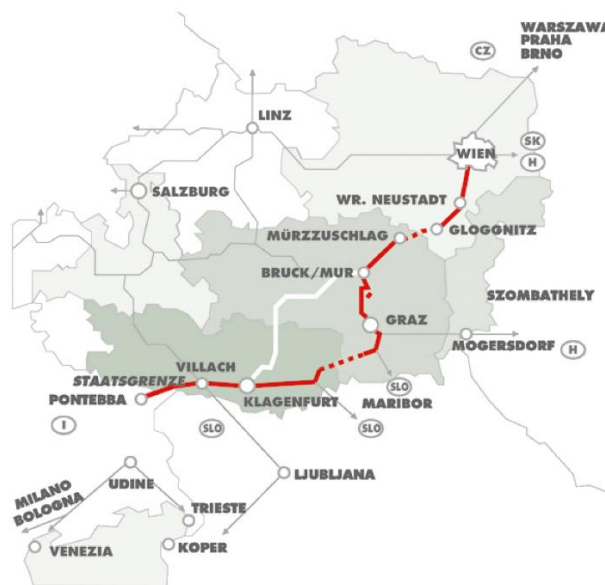 WARSZAWA
PRAHA
BRNO
CZ
LINZ
SK
WIEN
H
SALZBURG
WR. NEUSTADT
MÜRZZUSCHLAG
GLOGGNITZ
BRUCK/MUR
SZOMBATHELY
GRAZ
MOGERSDORF
H
VILLACH
STAATSGRENZE
SLO
PONTEBBA
KLAGENFURT
MARIBOR
I
SLO
SLO
LJUBLJANA
UDINE
MILANO
BOLOGNA
TRIESTE
VENEZIA
KOPER